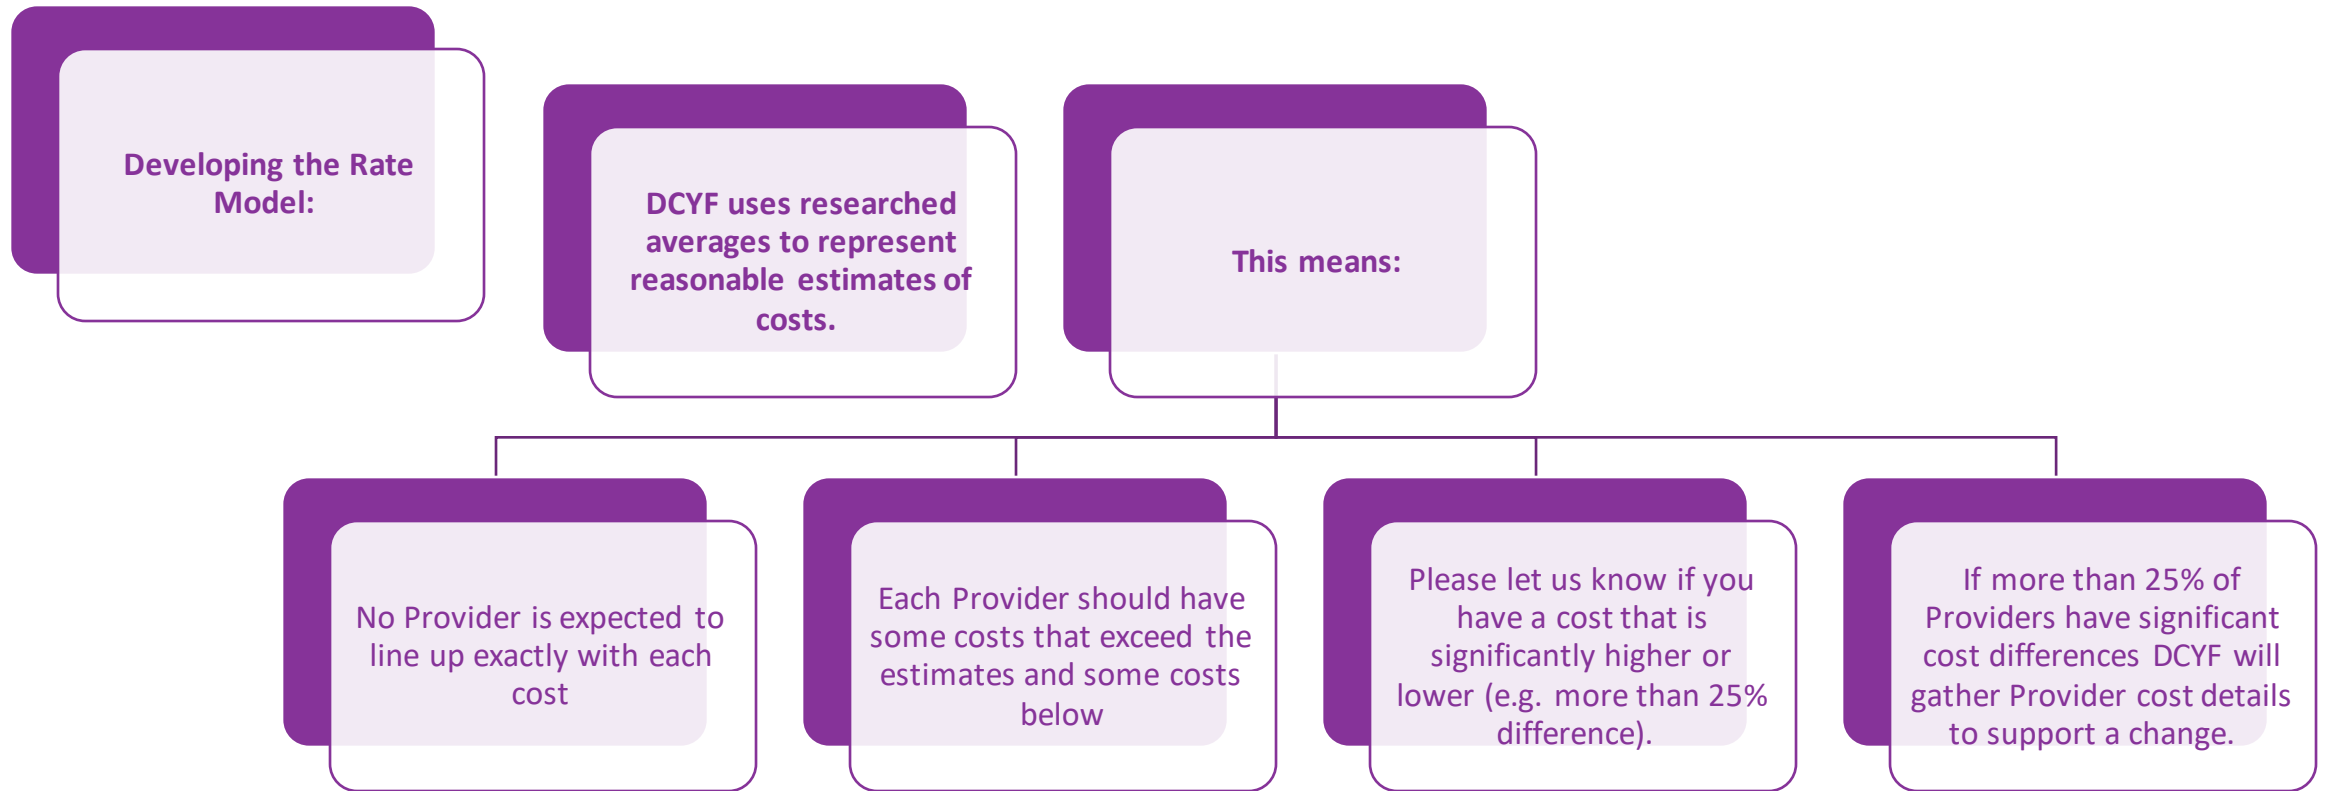 Developing the Rate
Model:
DCYF uses researched
averages to represent
reasonable estimates of
costs.
This means:
No Provider is expected to
line up exactly with each
cost
Each Provider should have
some costs that exceed the
estimates and some costs
below
Please let us know if you
have a cost that is
significantly higher or
lower (e.g. more than 25%
difference).
If more than 25% of
Providers have significant
cost differences DCYF will
gather Provider cost details
to support a change.